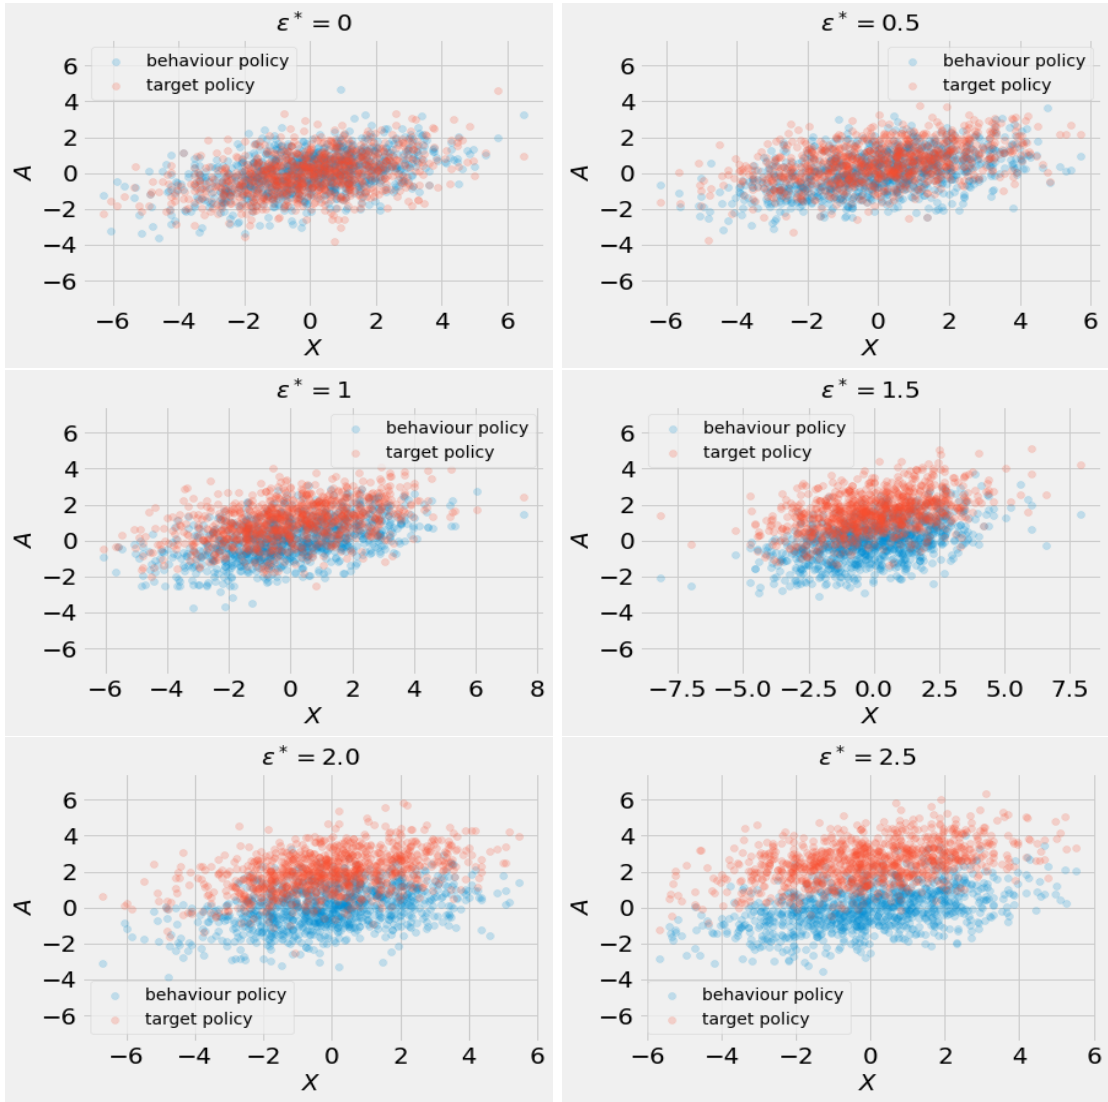 ε* = 0
behaviour policy
target policy
6
4
2
0
−2
−4
−6
A
−6 −4 −2 0 2 4 6
X
ε* = 0.5
behaviour policy
target policy
6
4
2
0
−2
−4
−6
A
−6 −4 −2 0 2 4 6
X
ε* = 1
behaviour policy
target policy
6
4
2
0
−2
−4
−6
A
−6 −4 −2 0 2 4 6 8
X
ε* = 1.5
behaviour policy
target policy
6
4
2
0
−2
−4
−6
A
−7.5 −5.0 −2.5 0.0 2.5 5.0 7.5
X
ε* = 2.0
6
4
2
0
−2
−4
−6
A
behaviour policy
target policy
−6 −4 −2 0 2 4 6
X
ε* = 2.5
6
4
2
0
−2
−4
−6
A
behaviour policy
target policy
−6 −4 −2 0 2 4 6
X